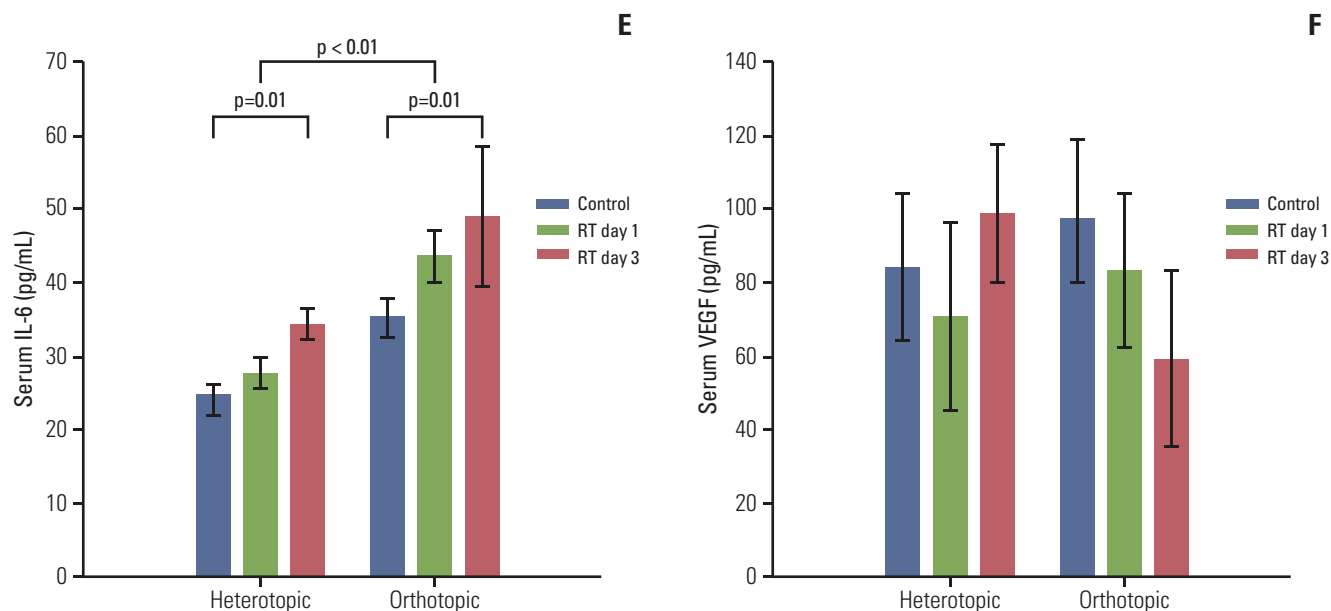 E
70
60
50
40
30
20
10
0
Serum IL-6 (pg/mL)
p < 0.01
p=0.01
p=0.01
Control
RT day 1
RT day 3
Heterotopic
Orthotopic
F
140
120
100
80
60
40
20
0
Serum VEGF (pg/mL)
Control
RT day 1
RT day 3
Heterotopic
Orthotopic